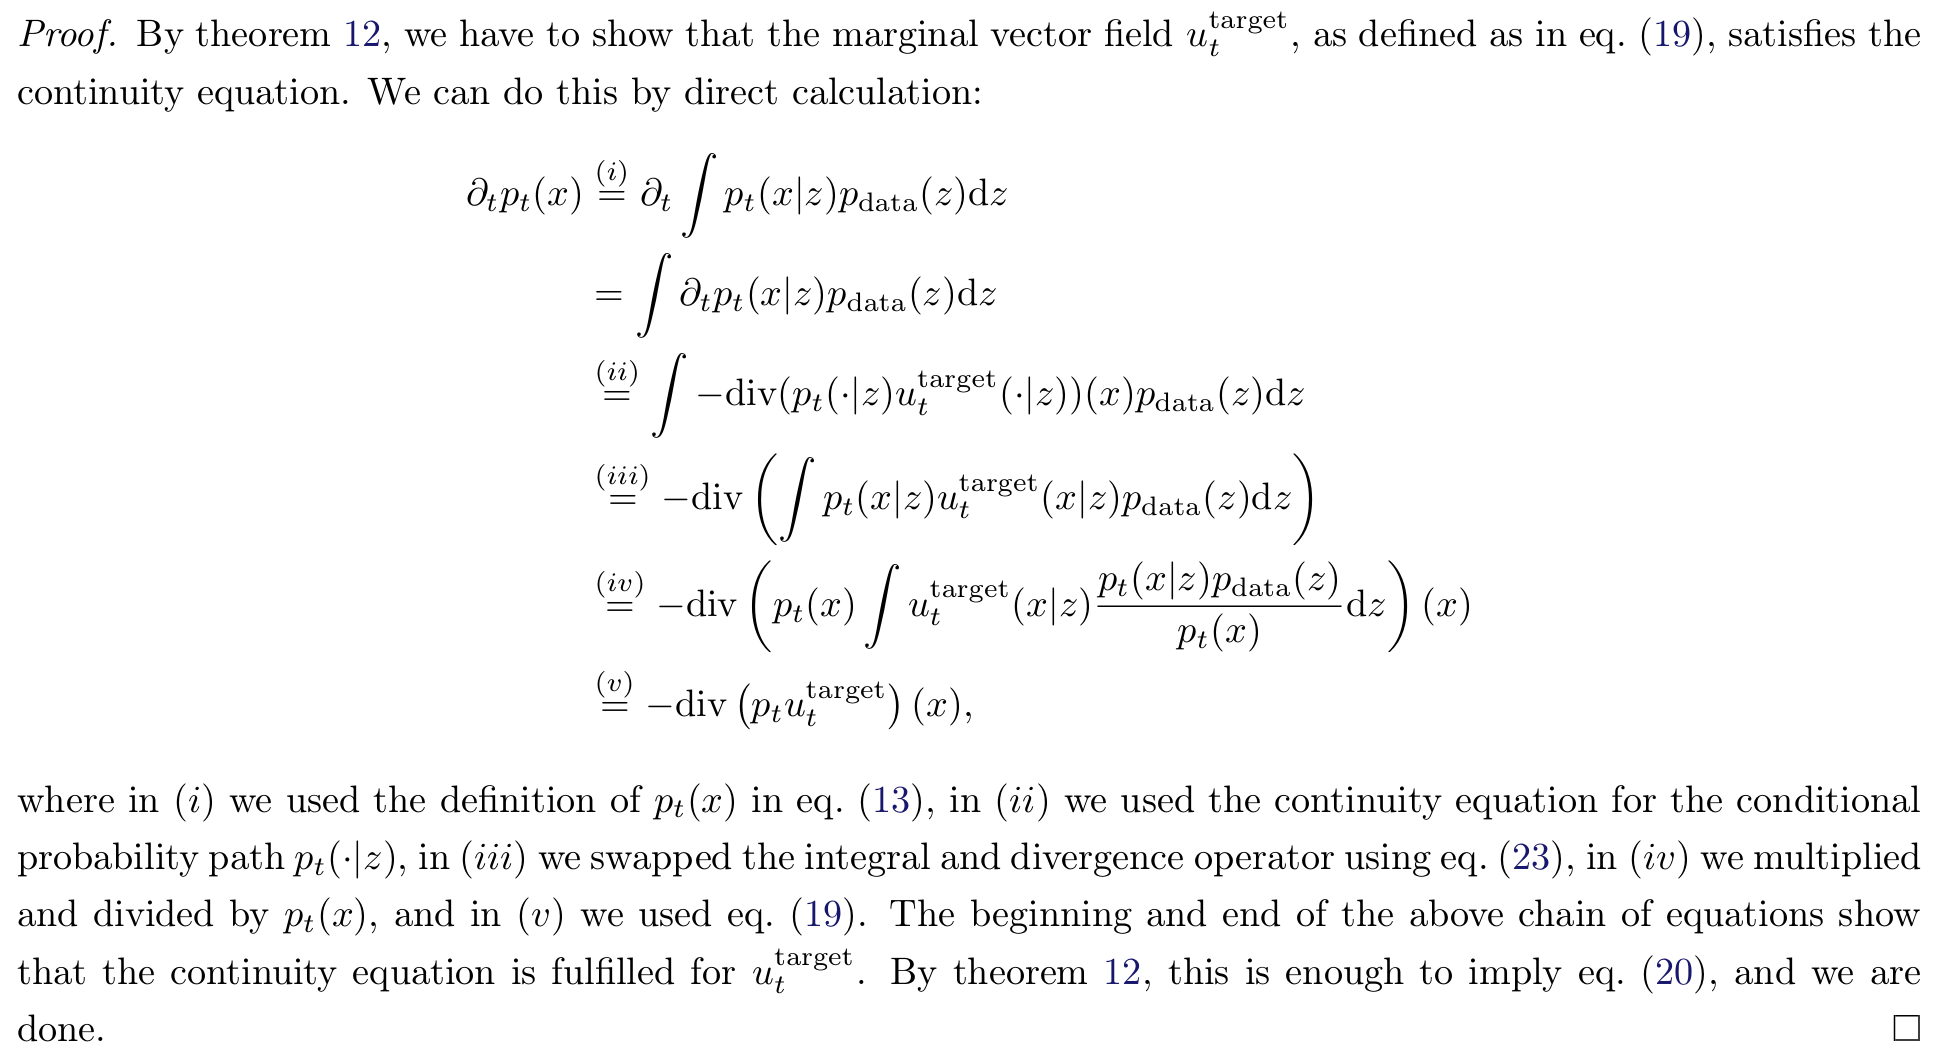 Proof. By theorem 12, we have to show that the marginal vector field $u_t^{\text{target}}$, as defined as in eq. (19), satisfies the
continuity equation. We can do this by direct calculation:
$\partial_t p_t(x) \overset{(i)}{=} \partial_t \int p_t(x|z)p_{\text{data}}(z)\mathrm{d}z$
$= \int \partial_t p_t(x|z)p_{\text{data}}(z)\mathrm{d}z$
$\overset{(ii)}{=} \int -\text{div}(p_t(\cdot|z)u_t^{\text{target}}(\cdot|z))(x)p_{\text{data}}(z)\mathrm{d}z$
$\overset{(iii)}{=} -\text{div}\left(\int p_t(x|z)u_t^{\text{target}}(x|z)p_{\text{data}}(z)\mathrm{d}z\right)$
$\overset{(iv)}{=} -\text{div}\left(p_t(x)\int u_t^{\text{target}}(x|z)\frac{p_t(x|z)p_{\text{data}}(z)}{p_t(x)}\mathrm{d}z\right)(x)$
$\overset{(v)}{=} -\text{div}\left(p_t u_t^{\text{target}}\right)(x),$
where in (i) we used the definition of $p_t(x)$ in eq. (13), in (ii) we used the continuity equation for the conditional
probability path $p_t(\cdot|z)$, in (iii) we swapped the integral and divergence operator using eq. (23), in (iv) we multiplied
and divided by $p_t(x)$, and in (v) we used eq. (19). The beginning and end of the above chain of equations show
that the continuity equation is fulfilled for $u_t^{\text{target}}$. By theorem 12, this is enough to imply eq. (20), and we are
done. □